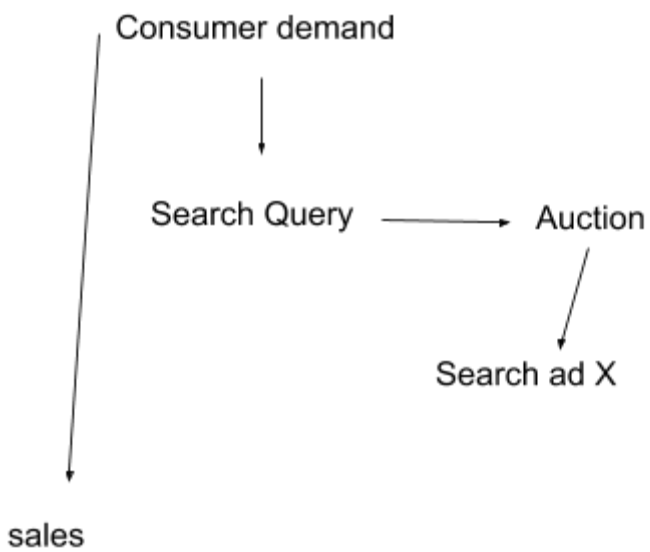 Consumer demand
Search Query
Auction
Search ad X
sales